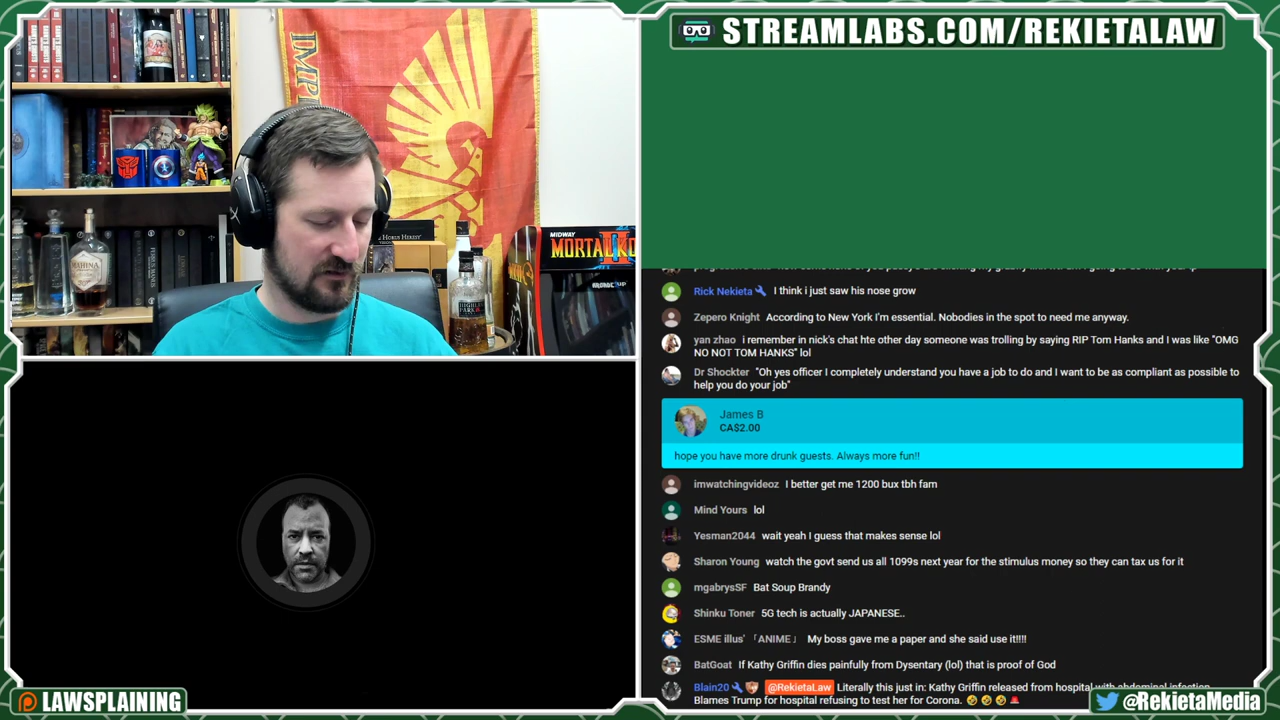 STREAMLABS.COM/REKIETALAW
IMP
HORUS HERESY
MIDWAY
MORTAL KO
II
HIGHLAND
Rick Nekieta I think i just saw his nose grow
Zepero Knight According to New York I'm essential. Nobodies in the spot to need me anyway.
yan zhao i remember in nick's chat hte other day someone was trolling by saying RIP Tom Hanks and I was like "OMG
NO NOT TOM HANKS" lol
Dr Shockter "Oh yes officer I completely understand you have a job to do and I want to be as compliant as possible to
help you do your job"
James B
CA$2.00
hope you have more drunk guests. Always more fun!!
imwatchingvideoz I better get me 1200 bux tbh fam
Mind Yours lol
Yesman2044 wait yeah I guess that makes sense lol
Sharon Young watch the govt send us all 1099s next year for the stimulus money so they can tax us for it
mgabrysSF Bat Soup Brandy
Shinku Toner 5G tech is actually JAPANESE..
ESME illus' 「ANIME」 My boss gave me a paper and she said use it!!!!
BatGoat If Kathy Griffin dies painfully from Dysentary (lol) that is proof of God
Blain20 @RekietaLaw Literally this just in: Kathy Griffin released from hospital with abdominal infection
Blames Trump for hospital refusing to test her for Corona.
LAWSPLAINING
@RekietaMedia